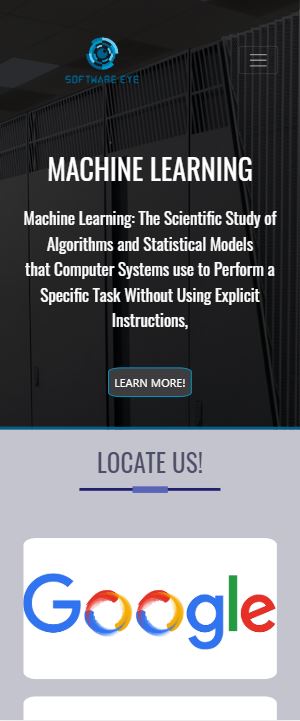 SOFTWARE EYE
MACHINE LEARNING
Machine Learning: The Scientific Study of
Algorithms and Statistical Models
that Computer Systems use to Perform a
Specific Task Without Using Explicit
Instructions,
LEARN MORE!
LOCATE US!
Google